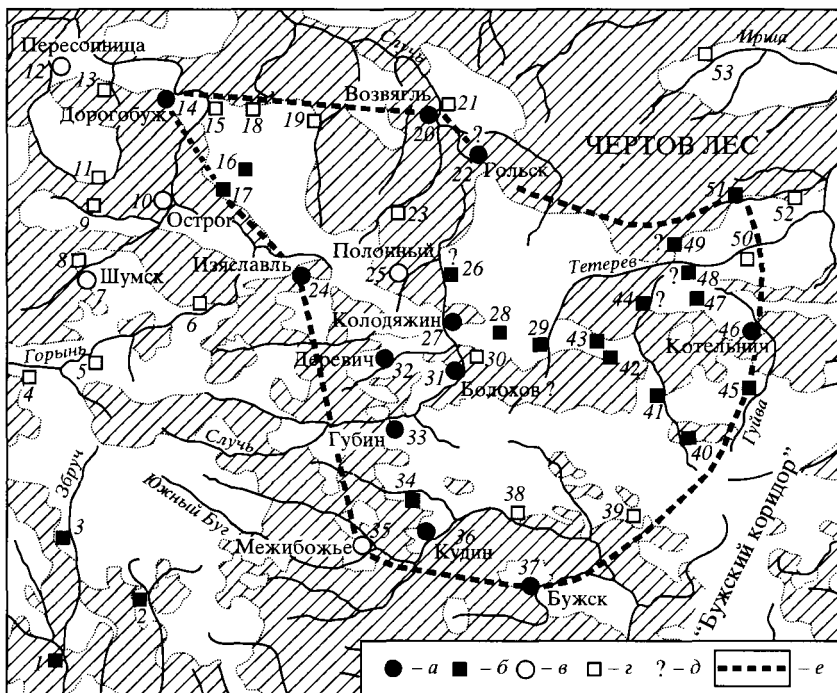 Пересопница
12
13
Ирша
53
Случь
Дорогобуж
14
15
18
19
Возвягль
20
21
?
22
Рольск
ЧЕРТОВ ЛЕС
16
17
11
9
10
Острог
23
51
52
8
Шумск
7
Изяславль
24
Полонный
25
?
26
Тетерев
?
49
50
?
48
47
6
Колодяжин
27
28
29
44
?
46
Котельнич
Горынь
5
4
Деревич
32
30
43
42
31
Болохов ?
41
45
Гуйва
Случь
Губин
33
40
Збруч
Южный Буг
34
38
39
3
Межибожье
35
36
Кудин
37
Бужск
"Бужский коридор"
2
1
– а
– б
– в
– г
? – д
– е